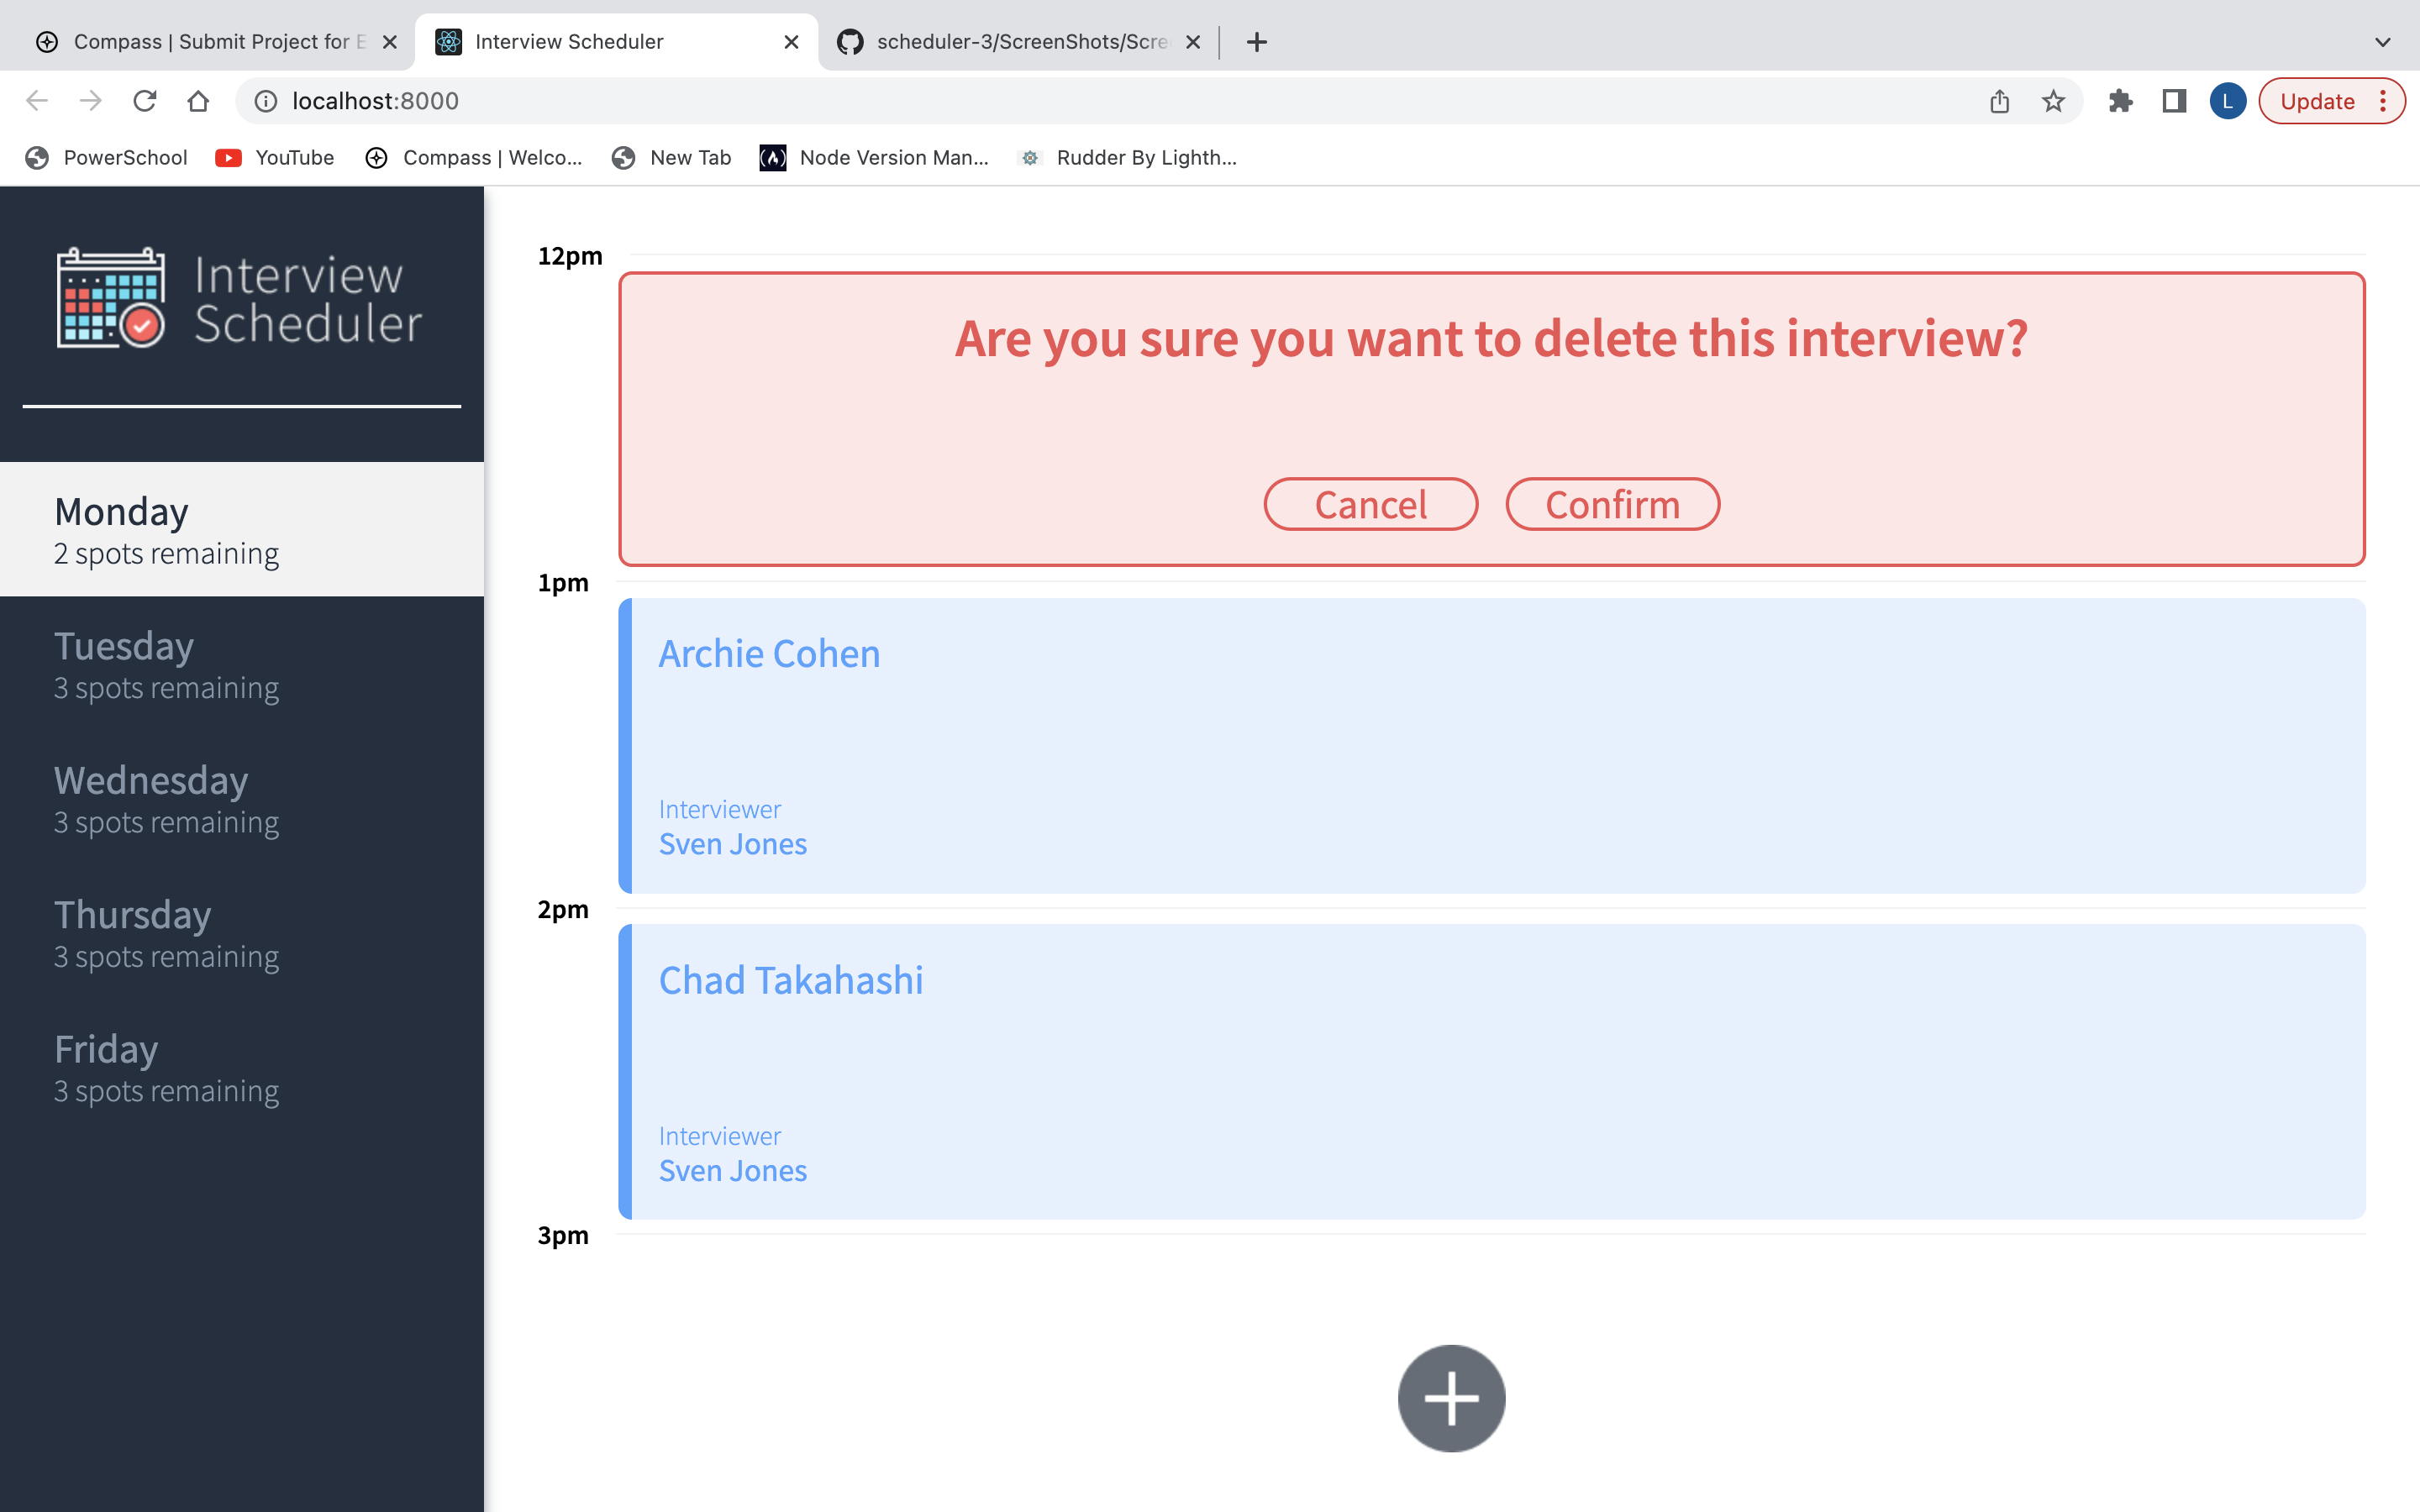 Compass | Submit Project for E
Interview Scheduler
scheduler-3/ScreenShots/Scre
localhost:8000
L
Update
PowerSchool
YouTube
Compass | Welco...
New Tab
Node Version Man...
Rudder By Lighth...
Interview
Scheduler
Monday
2 spots remaining
Tuesday
3 spots remaining
Wednesday
3 spots remaining
Thursday
3 spots remaining
Friday
3 spots remaining
12pm
Are you sure you want to delete this interview?
Cancel
Confirm
1pm
Archie Cohen
Interviewer
Sven Jones
2pm
Chad Takahashi
Interviewer
Sven Jones
3pm